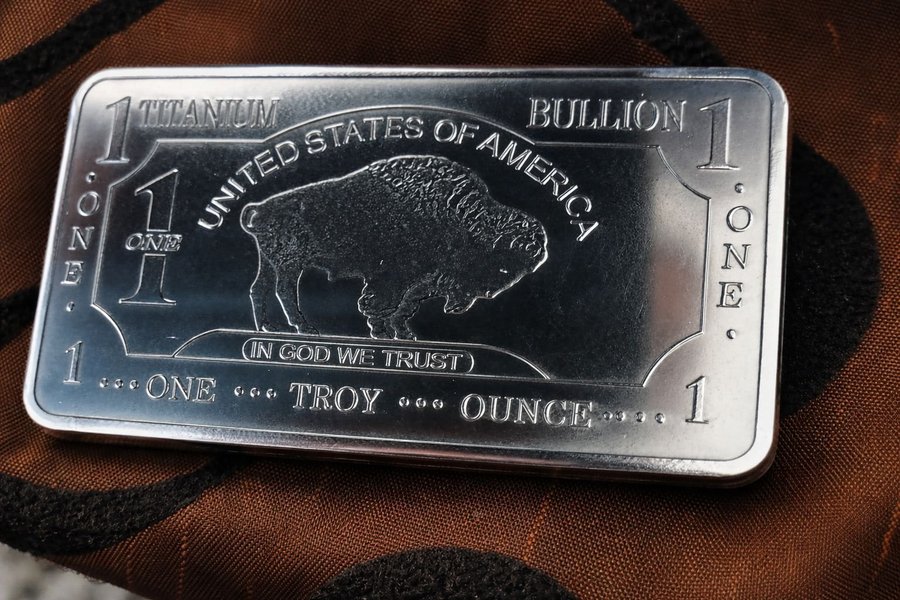 1 TITANIUM BULLION 1
UNITED STATES OF AMERICA
1
ONE
· ONE ·
· ONE ·
IN GOD WE TRUST
1 ··· ONE ··· TROY ··· OUNCE ···· 1